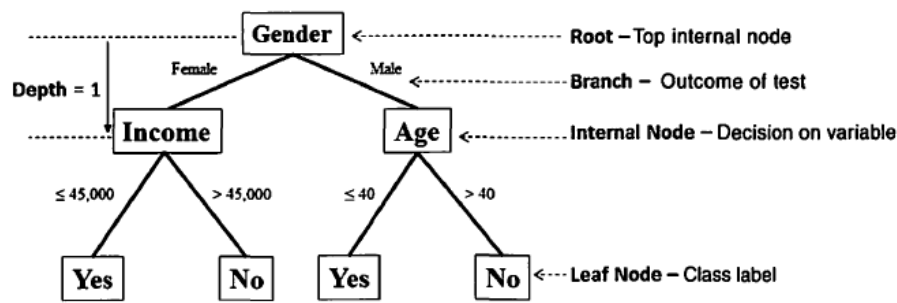 Gender
Root – Top internal node
Female
Male
Branch – Outcome of test
Depth = 1
Income
Age
Internal Node – Decision on variable
≤ 45,000
> 45,000
≤ 40
> 40
Yes
No
Yes
No
Leaf Node – Class label